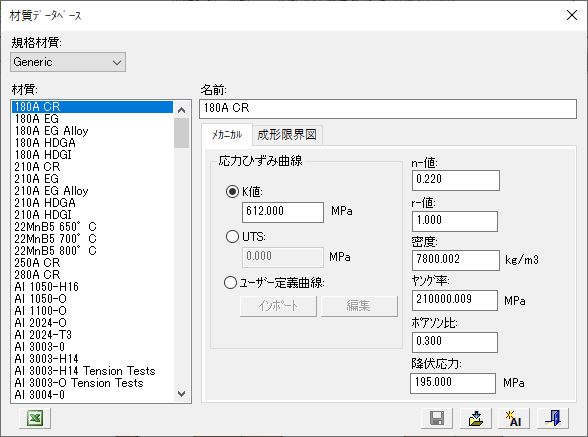 材質ﾃﾞｰﾀﾍﾞｰｽ
規格材質:
Generic
材質:
180A CR
180A EG
180A EG Alloy
180A HDGA
180A HDGI
210A CR
210A EG
210A EG Alloy
210A HDGA
210A HDGI
22MnB5 650°C
22MnB5 700°C
22MnB5 800°C
250A CR
280A CR
Al 1050-H16
Al 1050-O
Al 1100-O
Al 2024-O
Al 2024-T3
Al 3003-0
Al 3003-H14
Al 3003-H14 Tension Tests
Al 3003-O Tension Tests
Al 3004-0
名前:
180A CR
ﾒｶﾆｶﾙ
成形限界図
応力ひずみ曲線
K値:
612.000 MPa
UTS:
0.000 MPa
ユーザー定義曲線:
ｲﾝﾎﾟｰﾄ
編集
n-値:
0.220
r-値:
1.000
密度:
7800.002 kg/m3
ﾔﾝｸﾞ率:
210000.009 MPa
ﾎﾟｱｿﾝ比:
0.300
降伏応力:
195.000 MPa
AI